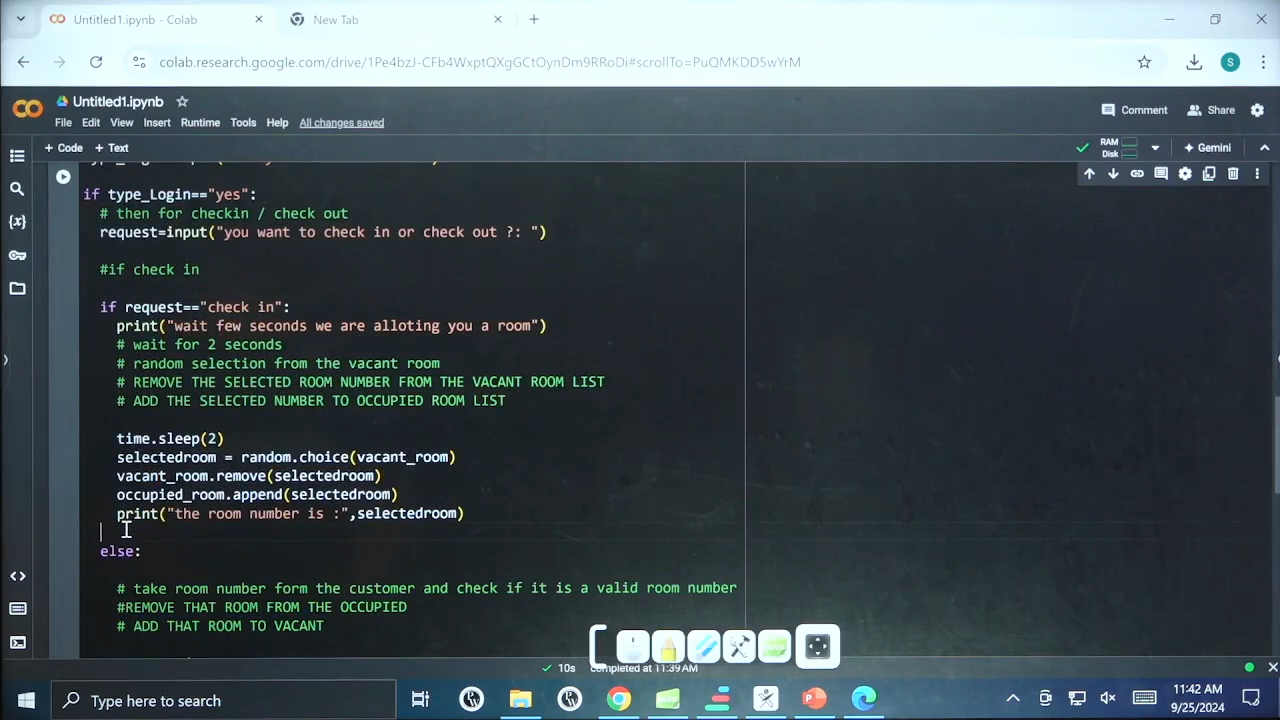 Untitled1.ipynb - Colab
New Tab
colab.research.google.com/drive/1Pe4bzJ-CFb4WxptQXgGCtOynDm9RRoDi#scrollTo=PuQMKDD5wYrM
S
Untitled1.ipynb
Comment
Share
File Edit View Insert Runtime Tools Help All changes saved
+ Code + Text
RAM
Disk
Gemini
if type_Login=="yes":
# then for checkin / check out
request=input("you want to check in or check out ?: ")
#if check in
if request=="check in":
print("wait few seconds we are alloting you a room")
# wait for 2 seconds
# random selection from the vacant room
# REMOVE THE SELECTED ROOM NUMBER FROM THE VACANT ROOM LIST
# ADD THE SELECTED NUMBER TO OCCUPIED ROOM LIST
time.sleep(2)
selectedroom = random.choice(vacant_room)
vacant_room.remove(selectedroom)
occupied_room.append(selectedroom)
print("the room number is :",selectedroom)
else:
# take room number form the customer and check if it is a valid room number
#REMOVE THAT ROOM FROM THE OCCUPIED
# ADD THAT ROOM TO VACANT
10s completed at 11:39 AM
Type here to search
11:42 AM
9/25/2024